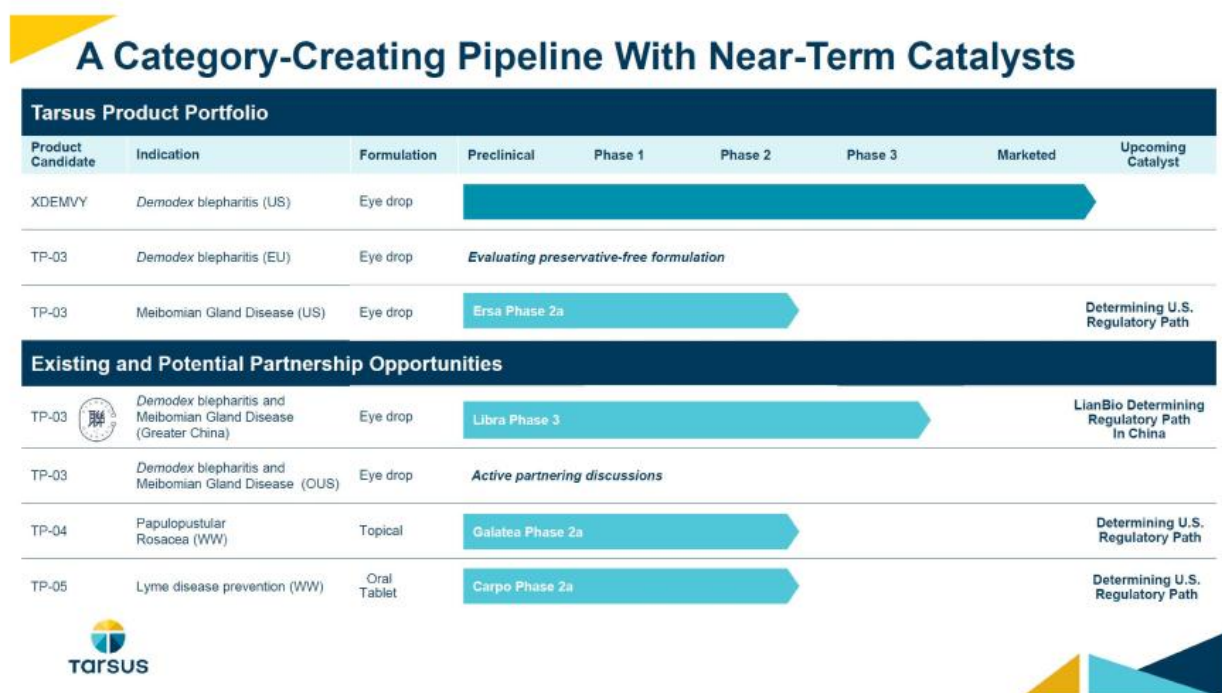 A Category-Creating Pipeline With Near-Term Catalysts
Tarsus Product Portfolio
Product Candidate Indication Formulation Preclinical Phase 1 Phase 2 Phase 3 Marketed Upcoming Catalyst
XDEMVY Demodex blepharitis (US) Eye drop
TP-03 Demodex blepharitis (EU) Eye drop Evaluating preservative-free formulation
TP-03 Meibomian Gland Disease (US) Eye drop Ersa Phase 2a Determining U.S. Regulatory Path
Existing and Potential Partnership Opportunities
TP-03 聯 Demodex blepharitis and Meibomian Gland Disease (Greater China) Eye drop Libra Phase 3 LianBio Determining Regulatory Path In China
TP-03 Demodex blepharitis and Meibomian Gland Disease (OUS) Eye drop Active partnering discussions
TP-04 Papulopustular Rosacea (WW) Topical Galatea Phase 2a Determining U.S. Regulatory Path
TP-05 Lyme disease prevention (WW) Oral Tablet Carpo Phase 2a Determining U.S. Regulatory Path
Tarsus